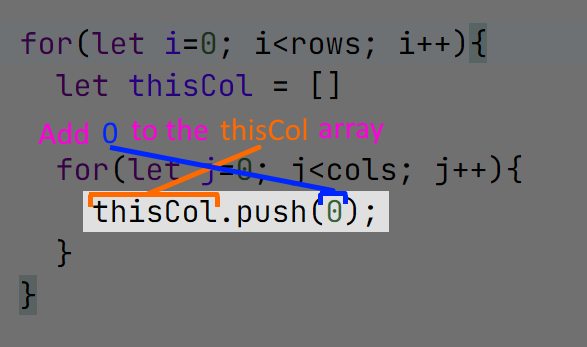 for(let i=0; i<rows; i++){
let thisCol = []
Add 0 to the thisCol array
for(let j=0; j<cols; j++){
thisCol.push(0);
}
}